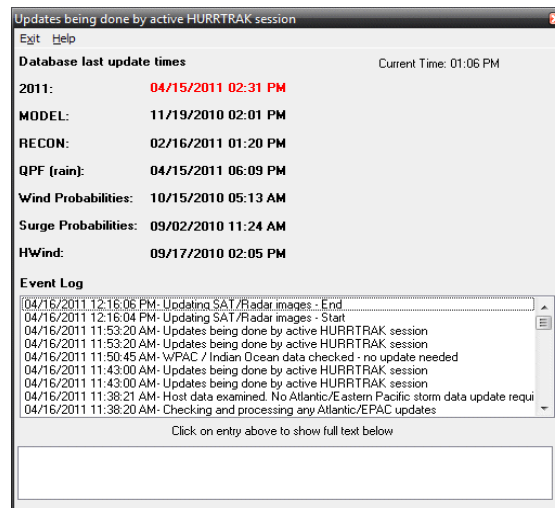 Updates being done by active HURRTRAK session
Exit Help
Database last update times Current Time: 01:06 PM
2011: 04/15/2011 02:31 PM
MODEL: 11/19/2010 02:01 PM
RECON: 02/16/2011 01:20 PM
QPF (rain): 04/15/2011 06:09 PM
Wind Probabilities: 10/15/2010 05:13 AM
Surge Probabilities: 09/02/2010 11:24 AM
HWind: 09/17/2010 02:05 PM
Event Log
04/16/2011 12:16:06 PM- Updating SAT/Radar images - End
04/16/2011 12:16:04 PM- Updating SAT/Radar images - Start
04/16/2011 11:53:20 AM- Updates being done by active HURRTRAK session
04/16/2011 11:53:20 AM- Updates being done by active HURRTRAK session
04/16/2011 11:50:45 AM- WPAC / Indian Ocean data checked - no update needed
04/16/2011 11:43:00 AM- Updates being done by active HURRTRAK session
04/16/2011 11:43:00 AM- Updates being done by active HURRTRAK session
04/16/2011 11:38:21 AM- Host data examined. No Atlantic/Eastern Pacific storm data update requi
04/16/2011 11:38:20 AM- Checking and processing any Atlantic/EPAC updates
Click on entry above to show full text below